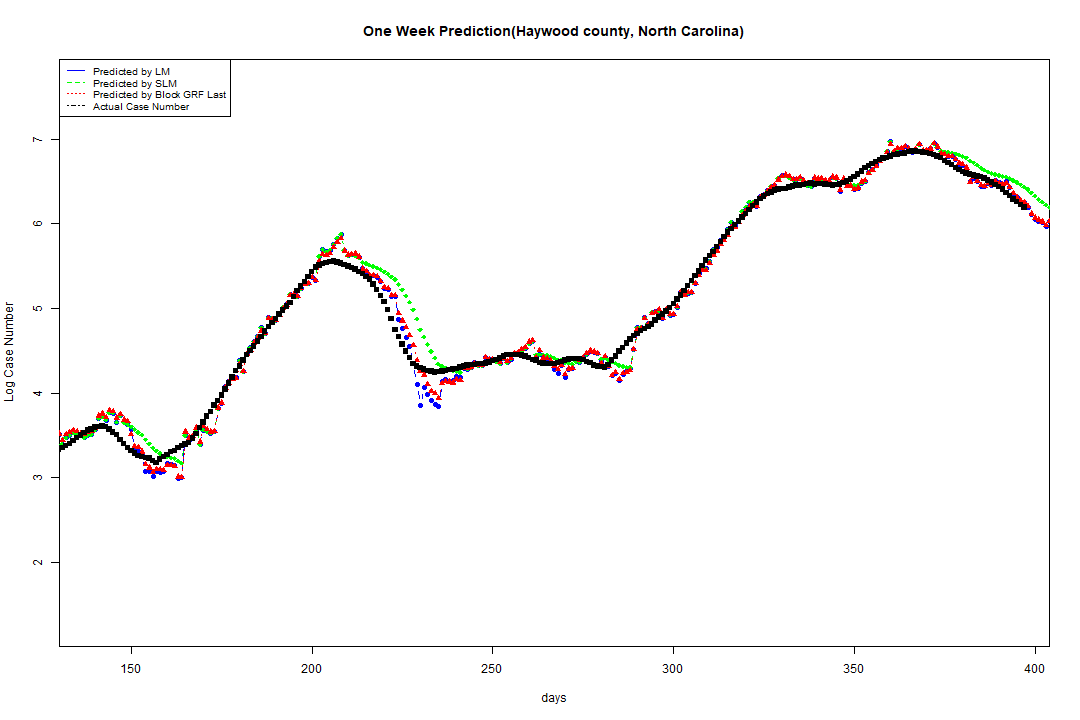 One Week Prediction(Haywood county, North Carolina)
Predicted by LM
Predicted by SLM
Predicted by Block GRF Last
Actual Case Number
7
6
5
4
3
2
Log Case Number
150 200 250 300 350 400
days